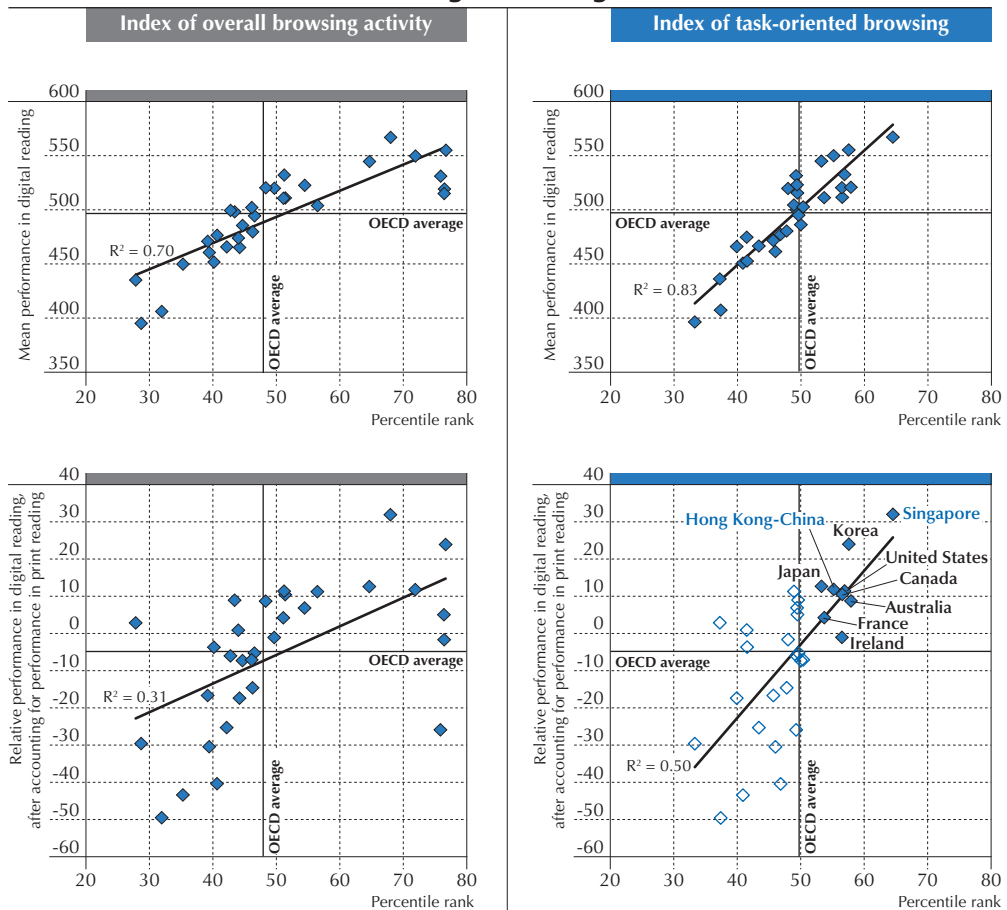 Index of overall browsing activity
Index of task-oriented browsing
Mean performance in digital reading
600
550
500
450
400
350
R² = 0.70
OECD average
OECD average
20 30 40 50 60 70 80
Percentile rank
Mean performance in digital reading
600
550
500
450
400
350
R² = 0.83
OECD average
OECD average
20 30 40 50 60 70 80
Percentile rank
Relative performance in digital reading,
after accounting for performance in print reading
40
30
20
10
0
-10
-20
-30
-40
-50
-60
R² = 0.31
OECD average
OECD average
20 30 40 50 60 70 80
Percentile rank
Relative performance in digital reading,
after accounting for performance in print reading
40
30
20
10
0
-10
-20
-30
-40
-50
-60
Singapore
Hong Kong-China
Korea
United States
Japan
Canada
Australia
France
Ireland
OECD average
R² = 0.50
OECD average
20 30 40 50 60 70 80
Percentile rank